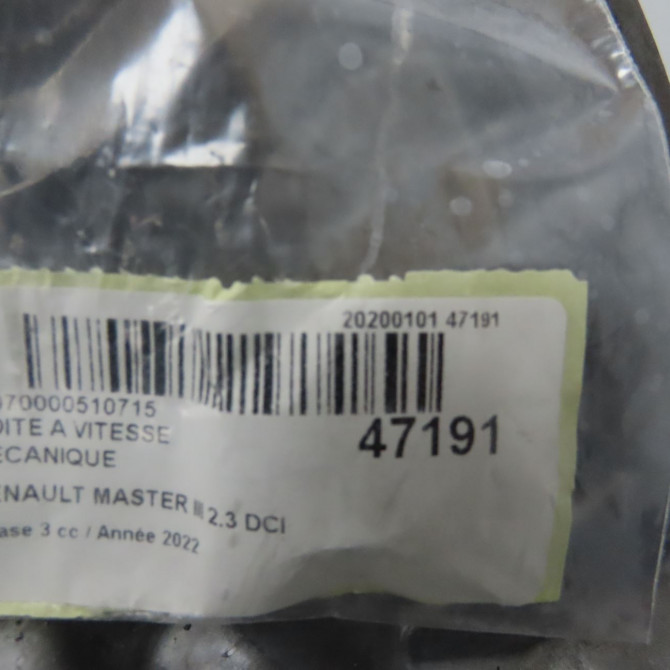 20200101 47191
70000510715
47191
OITE A VITESSE
ECANIQUE
ENAULT MASTER III 2.3 DCI
ase 3 cc / Année 2022